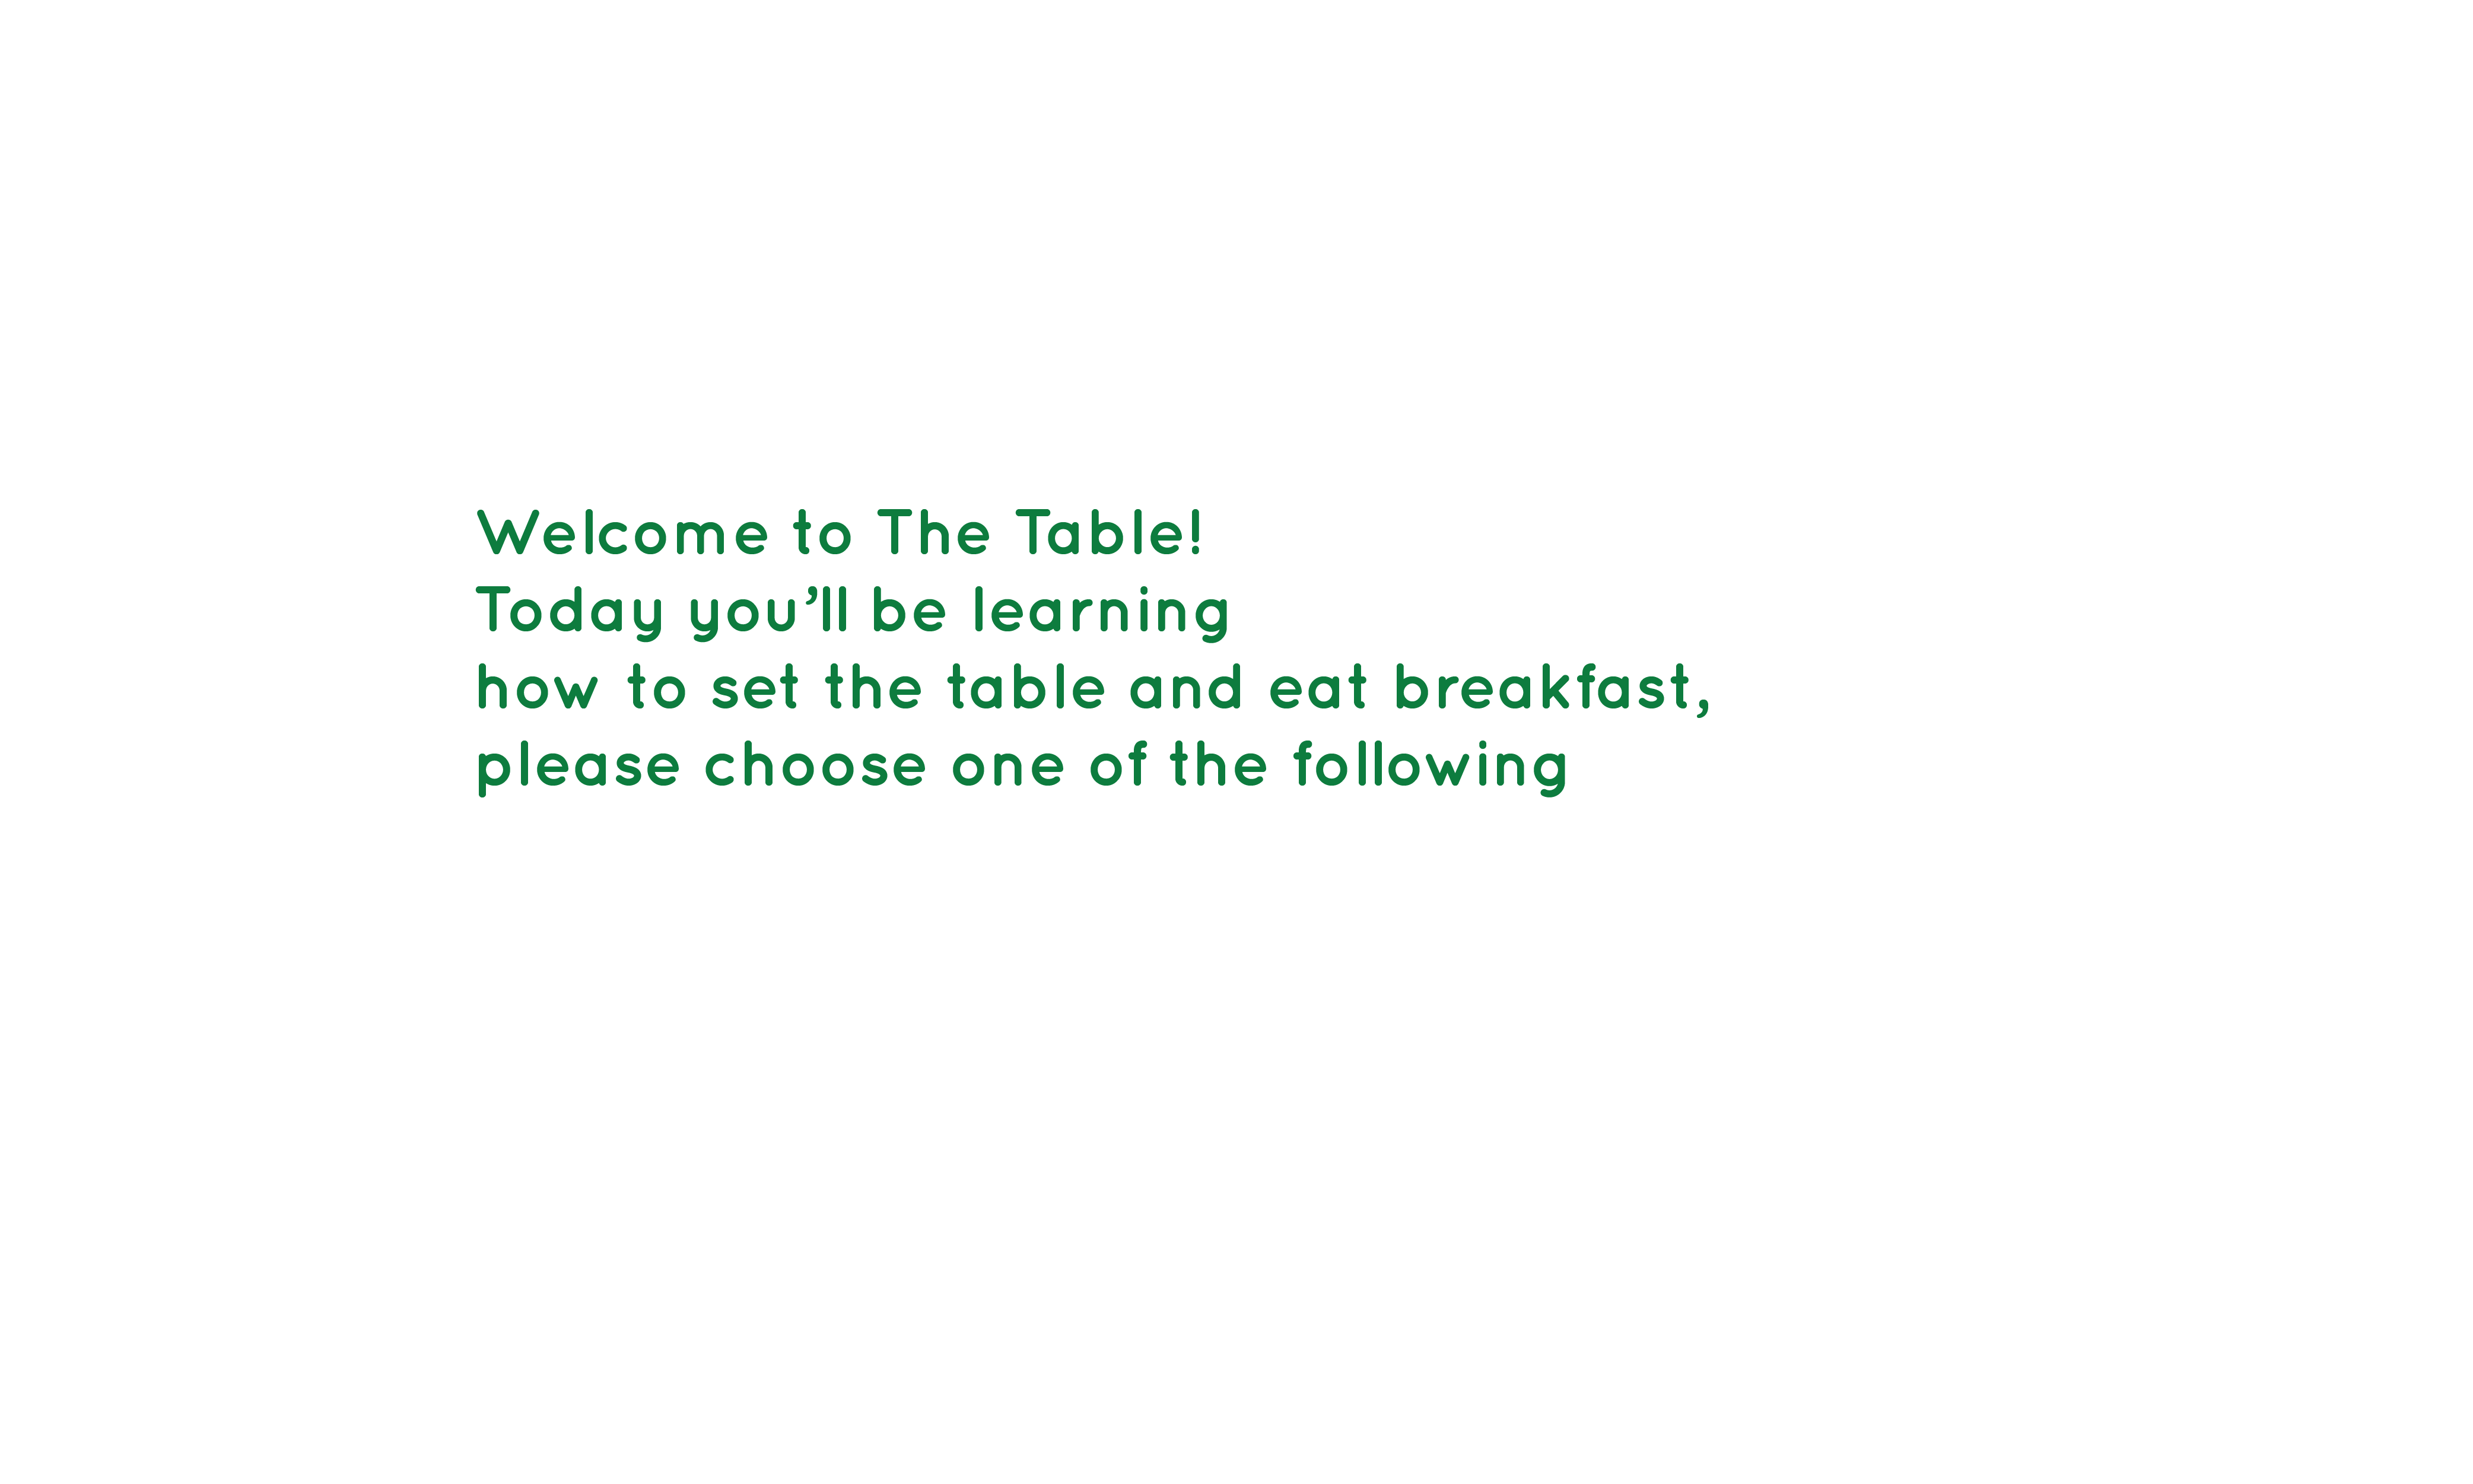 Welcome to The Table!
Today you’ll be learning
how to set the table and eat breakfast,
please choose one of the following